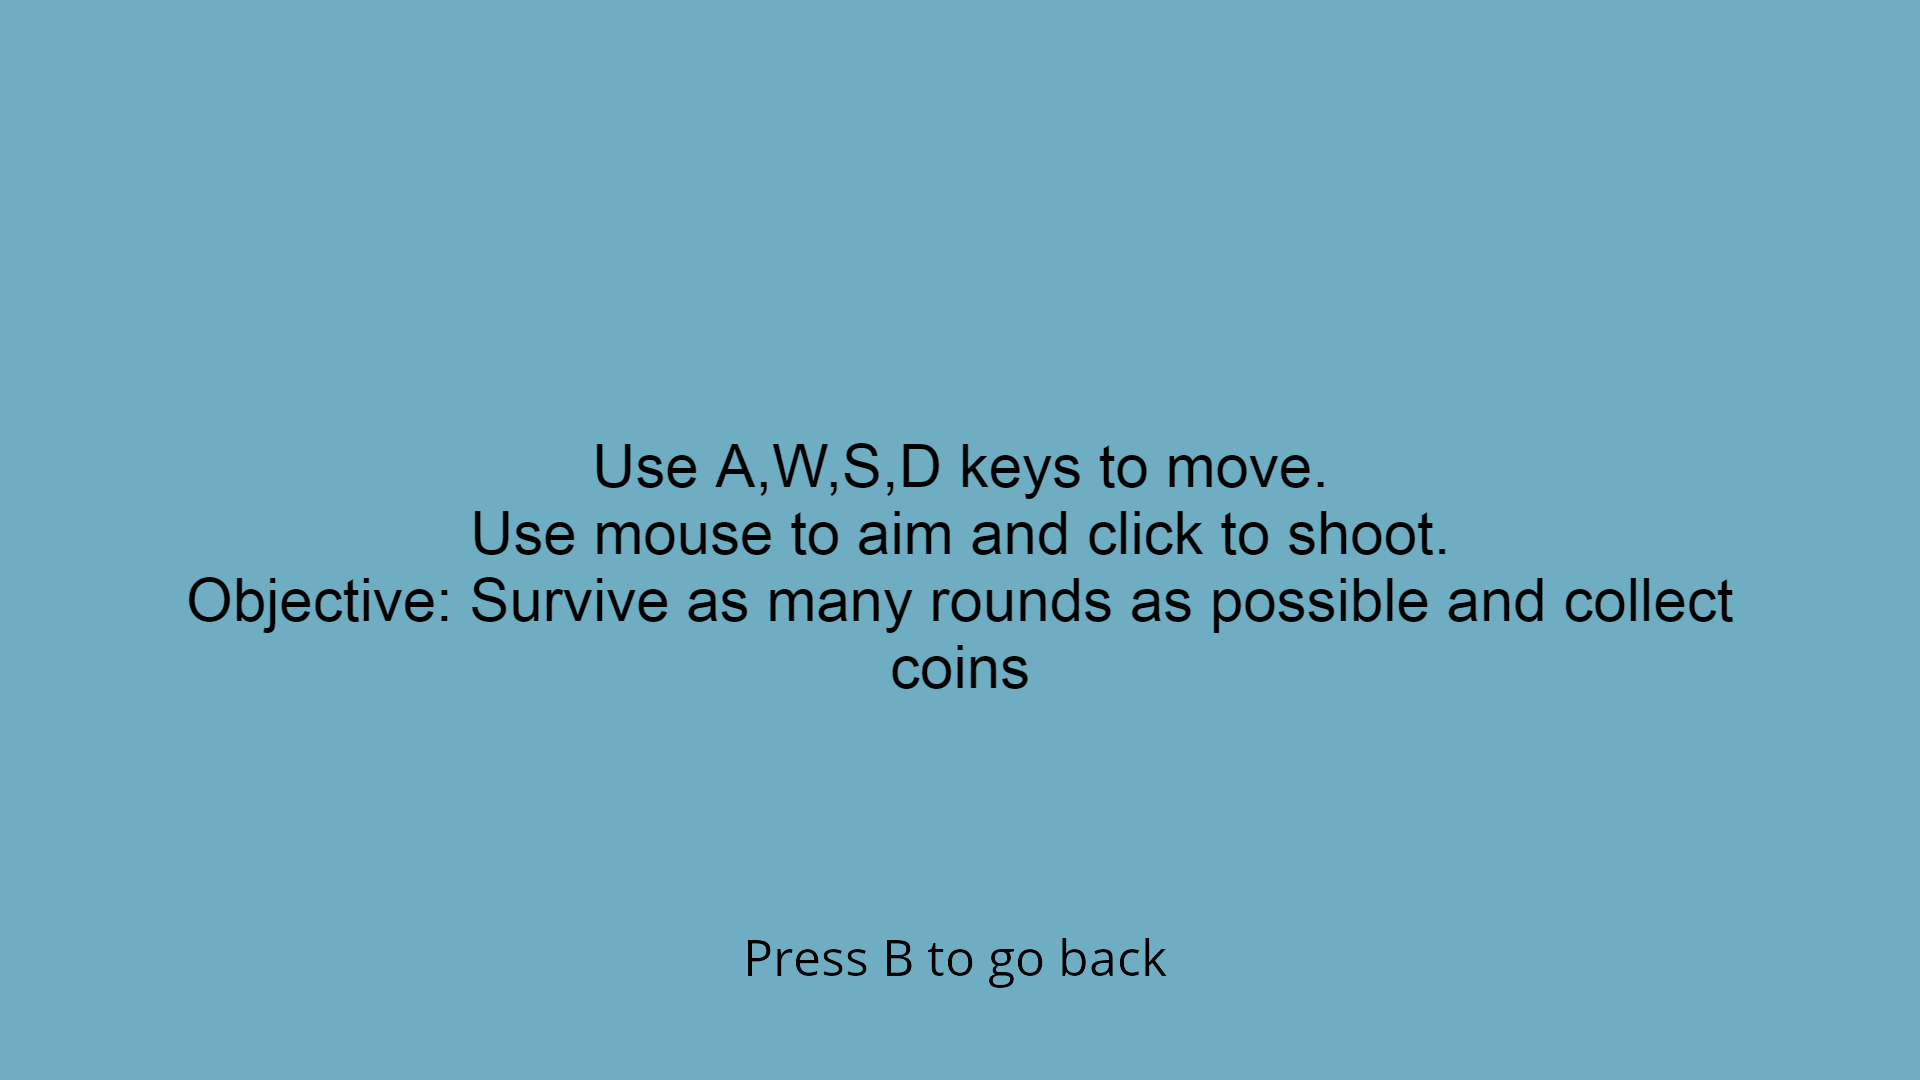 Use A,W,S,D keys to move.
Use mouse to aim and click to shoot.
Objective: Survive as many rounds as possible and collect
coins
Press B to go back